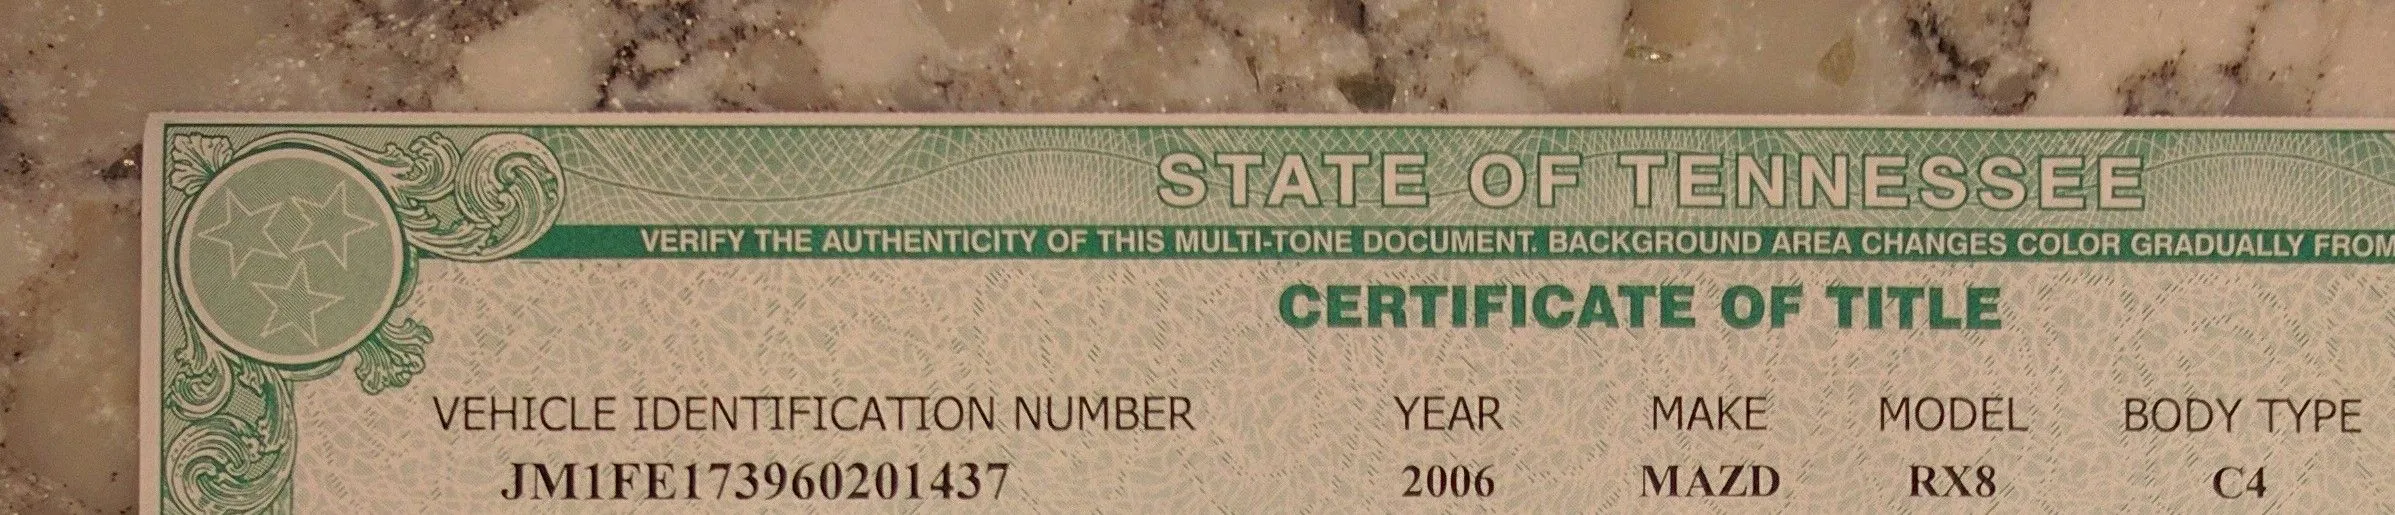 STATE OF TENNESSEE
VERIFY THE AUTHENTICITY OF THIS MULTI-TONE DOCUMENT. BACKGROUND AREA CHANGES COLOR GRADUALLY FROM
CERTIFICATE OF TITLE
VEHICLE IDENTIFICATION NUMBER YEAR MAKE MODEL BODY TYPE
JM1FE173960201437 2006 MAZD RX8 C4